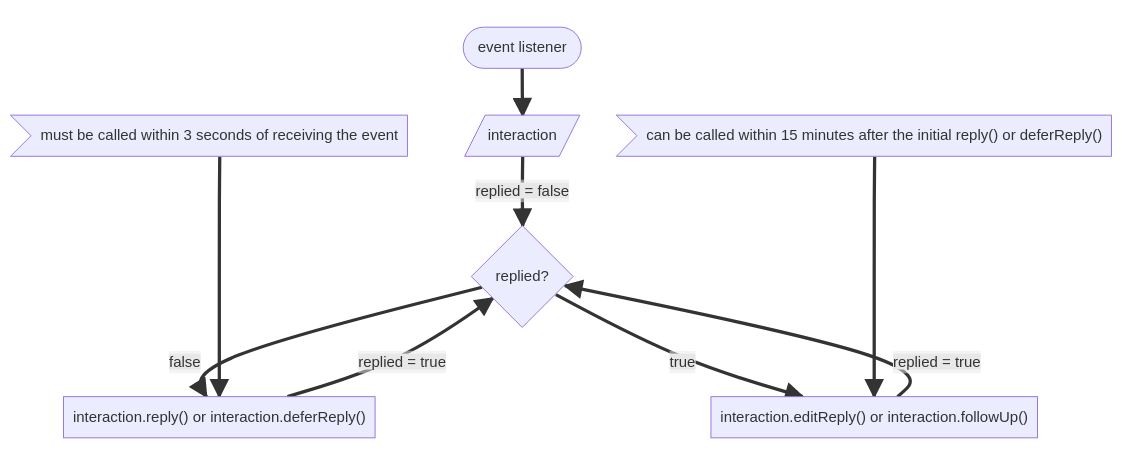 event listener
must be called within 3 seconds of receiving the event
interaction
can be called within 15 minutes after the initial reply() or deferReply()
replied = false
replied?
false
replied = true
true
replied = true
interaction.reply() or interaction.deferReply()
interaction.editReply() or interaction.followUp()